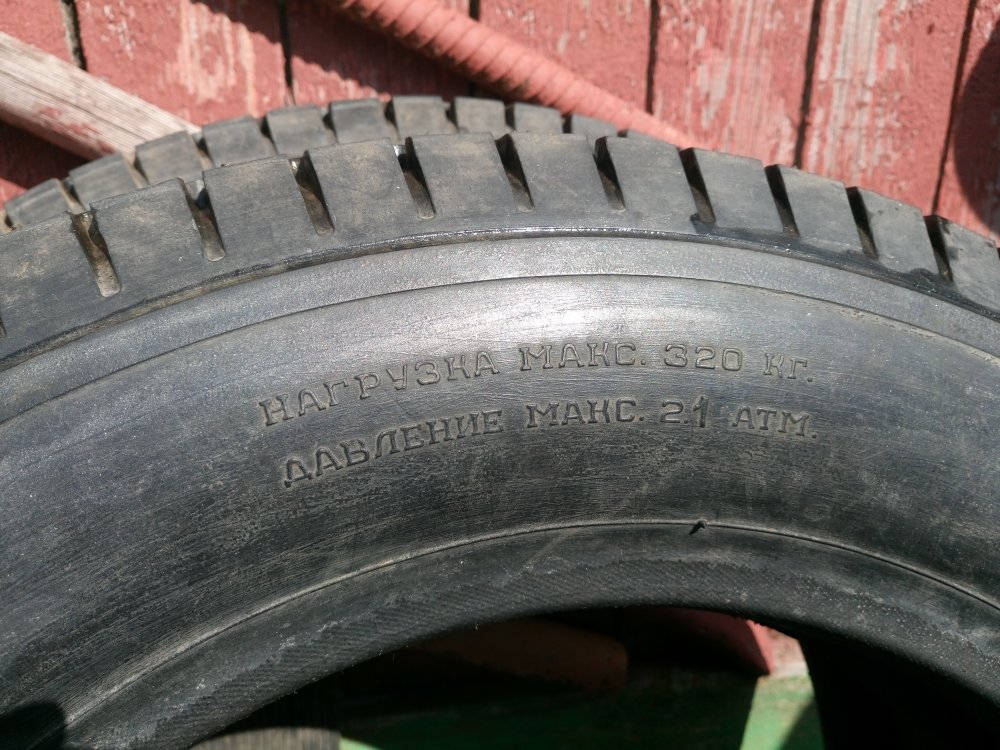 НАГРУЗКА МАКС. 320 КГ.
ДАВЛЕНИЕ МАКС. 2.1 АТМ.